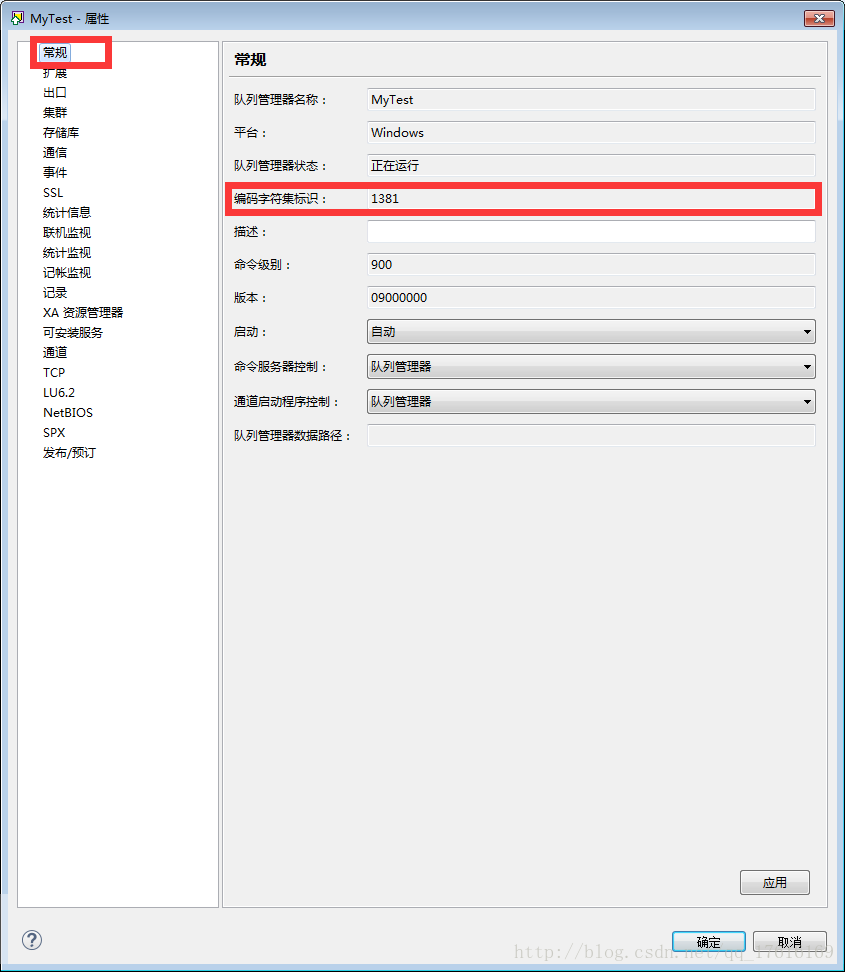 MyTest - 属性
常规
扩展
出口
集群
存储库
通信
事件
SSL
统计信息
联机监视
统计监视
记帐监视
记录
XA 资源管理器
可安装服务
通道
TCP
LU6.2
NetBIOS
SPX
发布/预订
常规
队列管理器名称： MyTest
平台： Windows
队列管理器状态： 正在运行
编码字符集标识： 1381
描述：
命令级别： 900
版本： 09000000
启动： 自动
命令服务器控制： 队列管理器
通道启动程序控制： 队列管理器
队列管理器数据路径：
应用
?
确定 取消
http://blog.csdn.net/qq_17616169